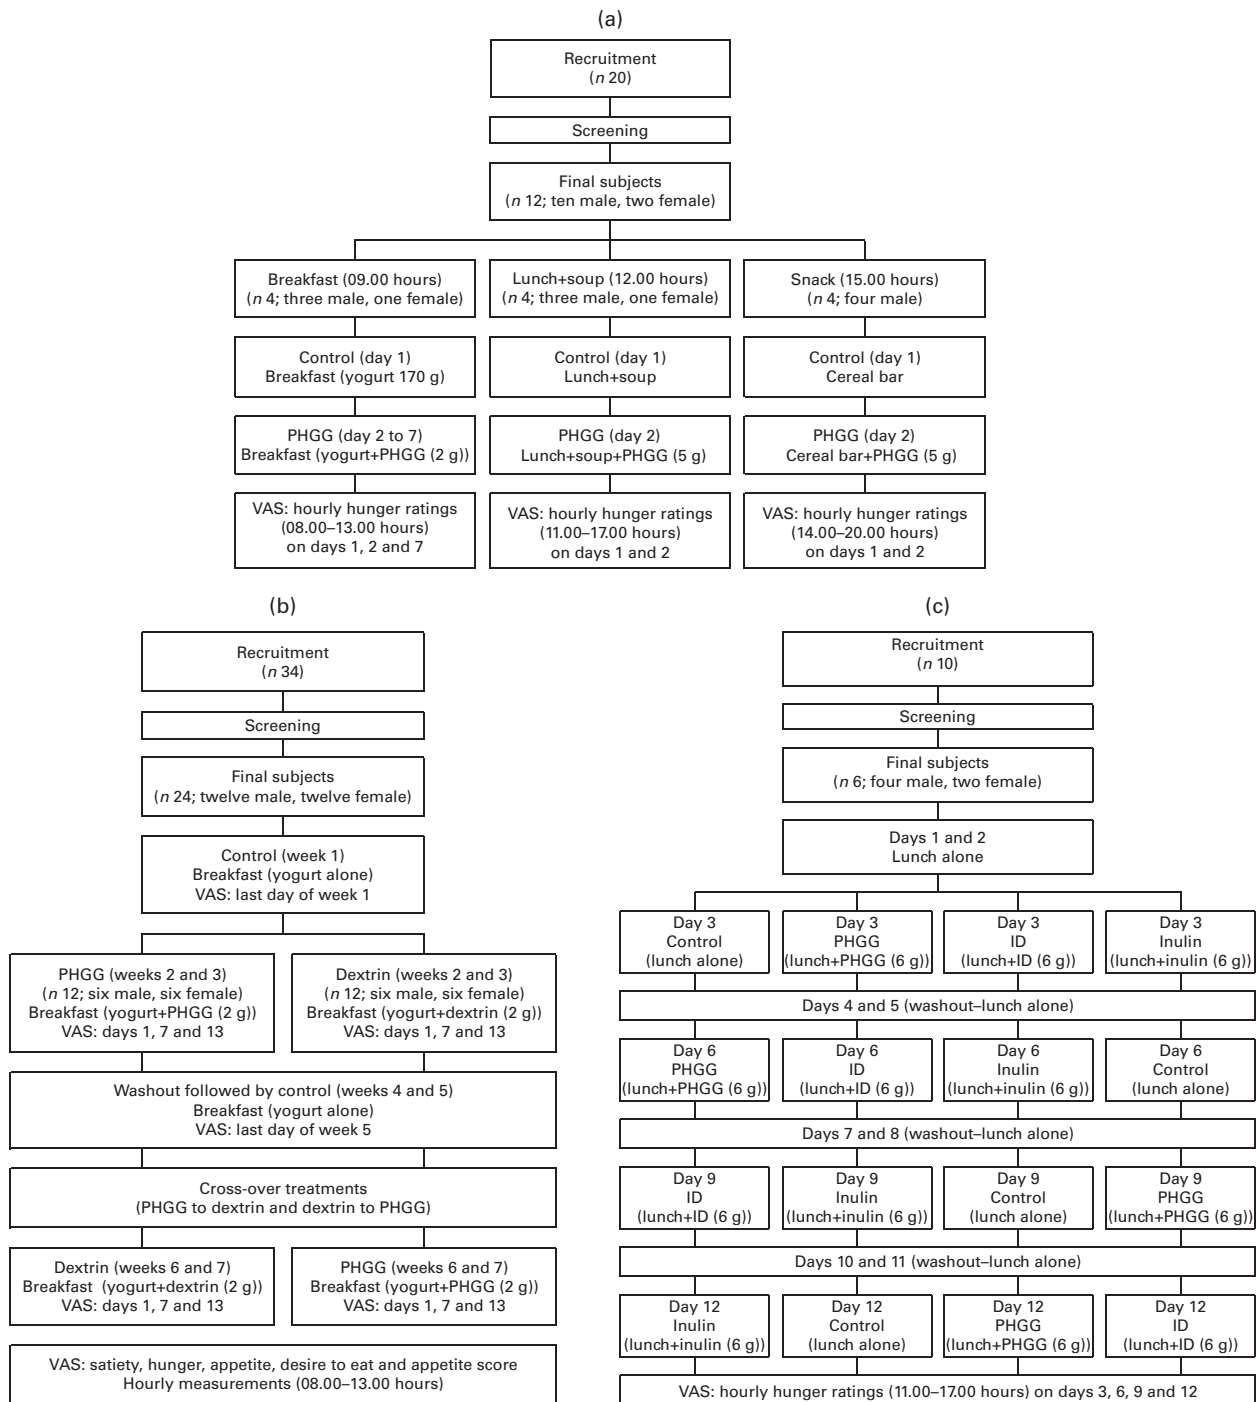 (a)
Recruitment
(n 20)
Screening
Final subjects
(n 12; ten male, two female)
Breakfast (09.00 hours)
(n 4; three male, one female)
Lunch+soup (12.00 hours)
(n 4; three male, one female)
Snack (15.00 hours)
(n 4; four male)
Control (day 1)
Breakfast (yogurt 170 g)
Control (day 1)
Lunch+soup
Control (day 1)
Cereal bar
PHGG (day 2 to 7)
Breakfast (yogurt+PHGG (2 g))
PHGG (day 2)
Lunch+soup+PHGG (5 g)
PHGG (day 2)
Cereal bar+PHGG (5 g)
VAS: hourly hunger ratings
(08.00–13.00 hours)
on days 1, 2 and 7
VAS: hourly hunger ratings
(11.00–17.00 hours)
on days 1 and 2
VAS: hourly hunger ratings
(14.00–20.00 hours)
on days 1 and 2
(b)
Recruitment
(n 34)
Screening
Final subjects
(n 24; twelve male, twelve female)
Control (week 1)
Breakfast (yogurt alone)
VAS: last day of week 1
PHGG (weeks 2 and 3)
(n 12; six male, six female)
Breakfast (yogurt+PHGG (2 g))
VAS: days 1, 7 and 13
Dextrin (weeks 2 and 3)
(n 12; six male, six female)
Breakfast (yogurt+dextrin (2 g))
VAS: days 1, 7 and 13
Washout followed by control (weeks 4 and 5)
Breakfast (yogurt alone)
VAS: last day of week 5
Cross-over treatments
(PHGG to dextrin and dextrin to PHGG)
Dextrin (weeks 6 and 7)
Breakfast (yogurt+dextrin (2 g))
VAS: days 1, 7 and 13
PHGG (weeks 6 and 7)
Breakfast (yogurt+PHGG (2 g))
VAS: days 1, 7 and 13
VAS: satiety, hunger, appetite, desire to eat and appetite score
Hourly measurements (08.00–13.00 hours)
(c)
Recruitment
(n 10)
Screening
Final subjects
(n 6; four male, two female)
Days 1 and 2
Lunch alone
Day 3
Control
(lunch alone)
Day 3
PHGG
(lunch+PHGG (6 g))
Day 3
ID
(lunch+ID (6 g))
Day 3
Inulin
(lunch+inulin (6 g))
Days 4 and 5 (washout–lunch alone)
Day 6
PHGG
(lunch+PHGG (6 g))
Day 6
ID
(lunch+ID (6 g))
Day 6
Inulin
(lunch+inulin (6 g))
Day 6
Control
(lunch alone)
Days 7 and 8 (washout–lunch alone)
Day 9
ID
(lunch+ID (6 g))
Day 9
Inulin
(lunch+inulin (6 g))
Day 9
Control
(lunch alone)
Day 9
PHGG
(lunch+PHGG (6 g))
Days 10 and 11 (washout–lunch alone)
Day 12
Inulin
(lunch+inulin (6 g))
Day 12
Control
(lunch alone)
Day 12
PHGG
(lunch+PHGG (6 g))
Day 12
ID
(lunch+ID (6 g))
VAS: hourly hunger ratings (11.00–17.00 hours) on days 3, 6, 9 and 12